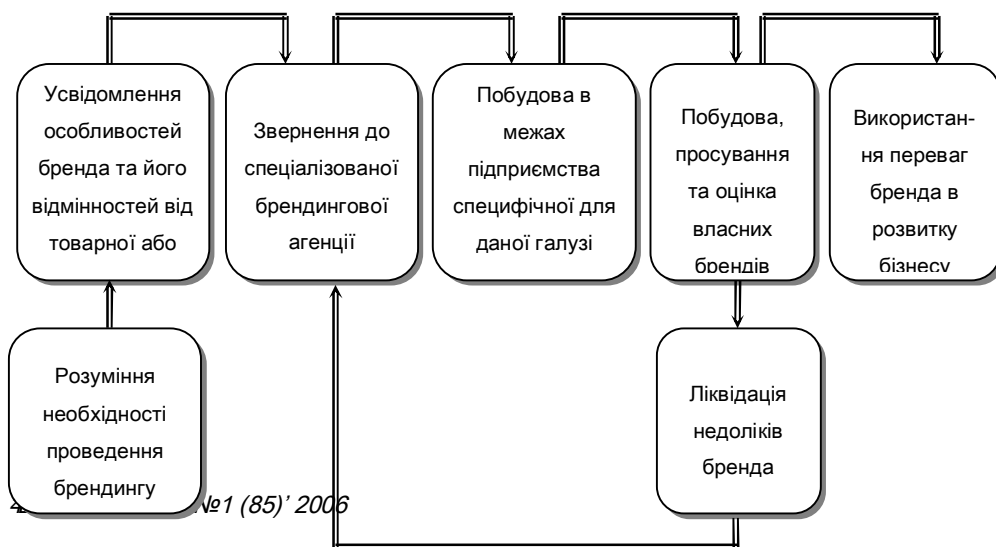 Усвідомлення
особливостей
бренда та його
відмінностей від
товарної або
Звернення до
спеціалізованої
брендингової
агенції
Побудова в
межах
підприємства
специфічної для
даної галузі
Побудова,
просування
та оцінка
власних
брендів
Використан-
ня переваг
бренда в
розвитку
бізнесу
Розуміння
необхідності
проведення
брендингу
Ліквідація
недоліків
бренда
№1 (85)’ 2006